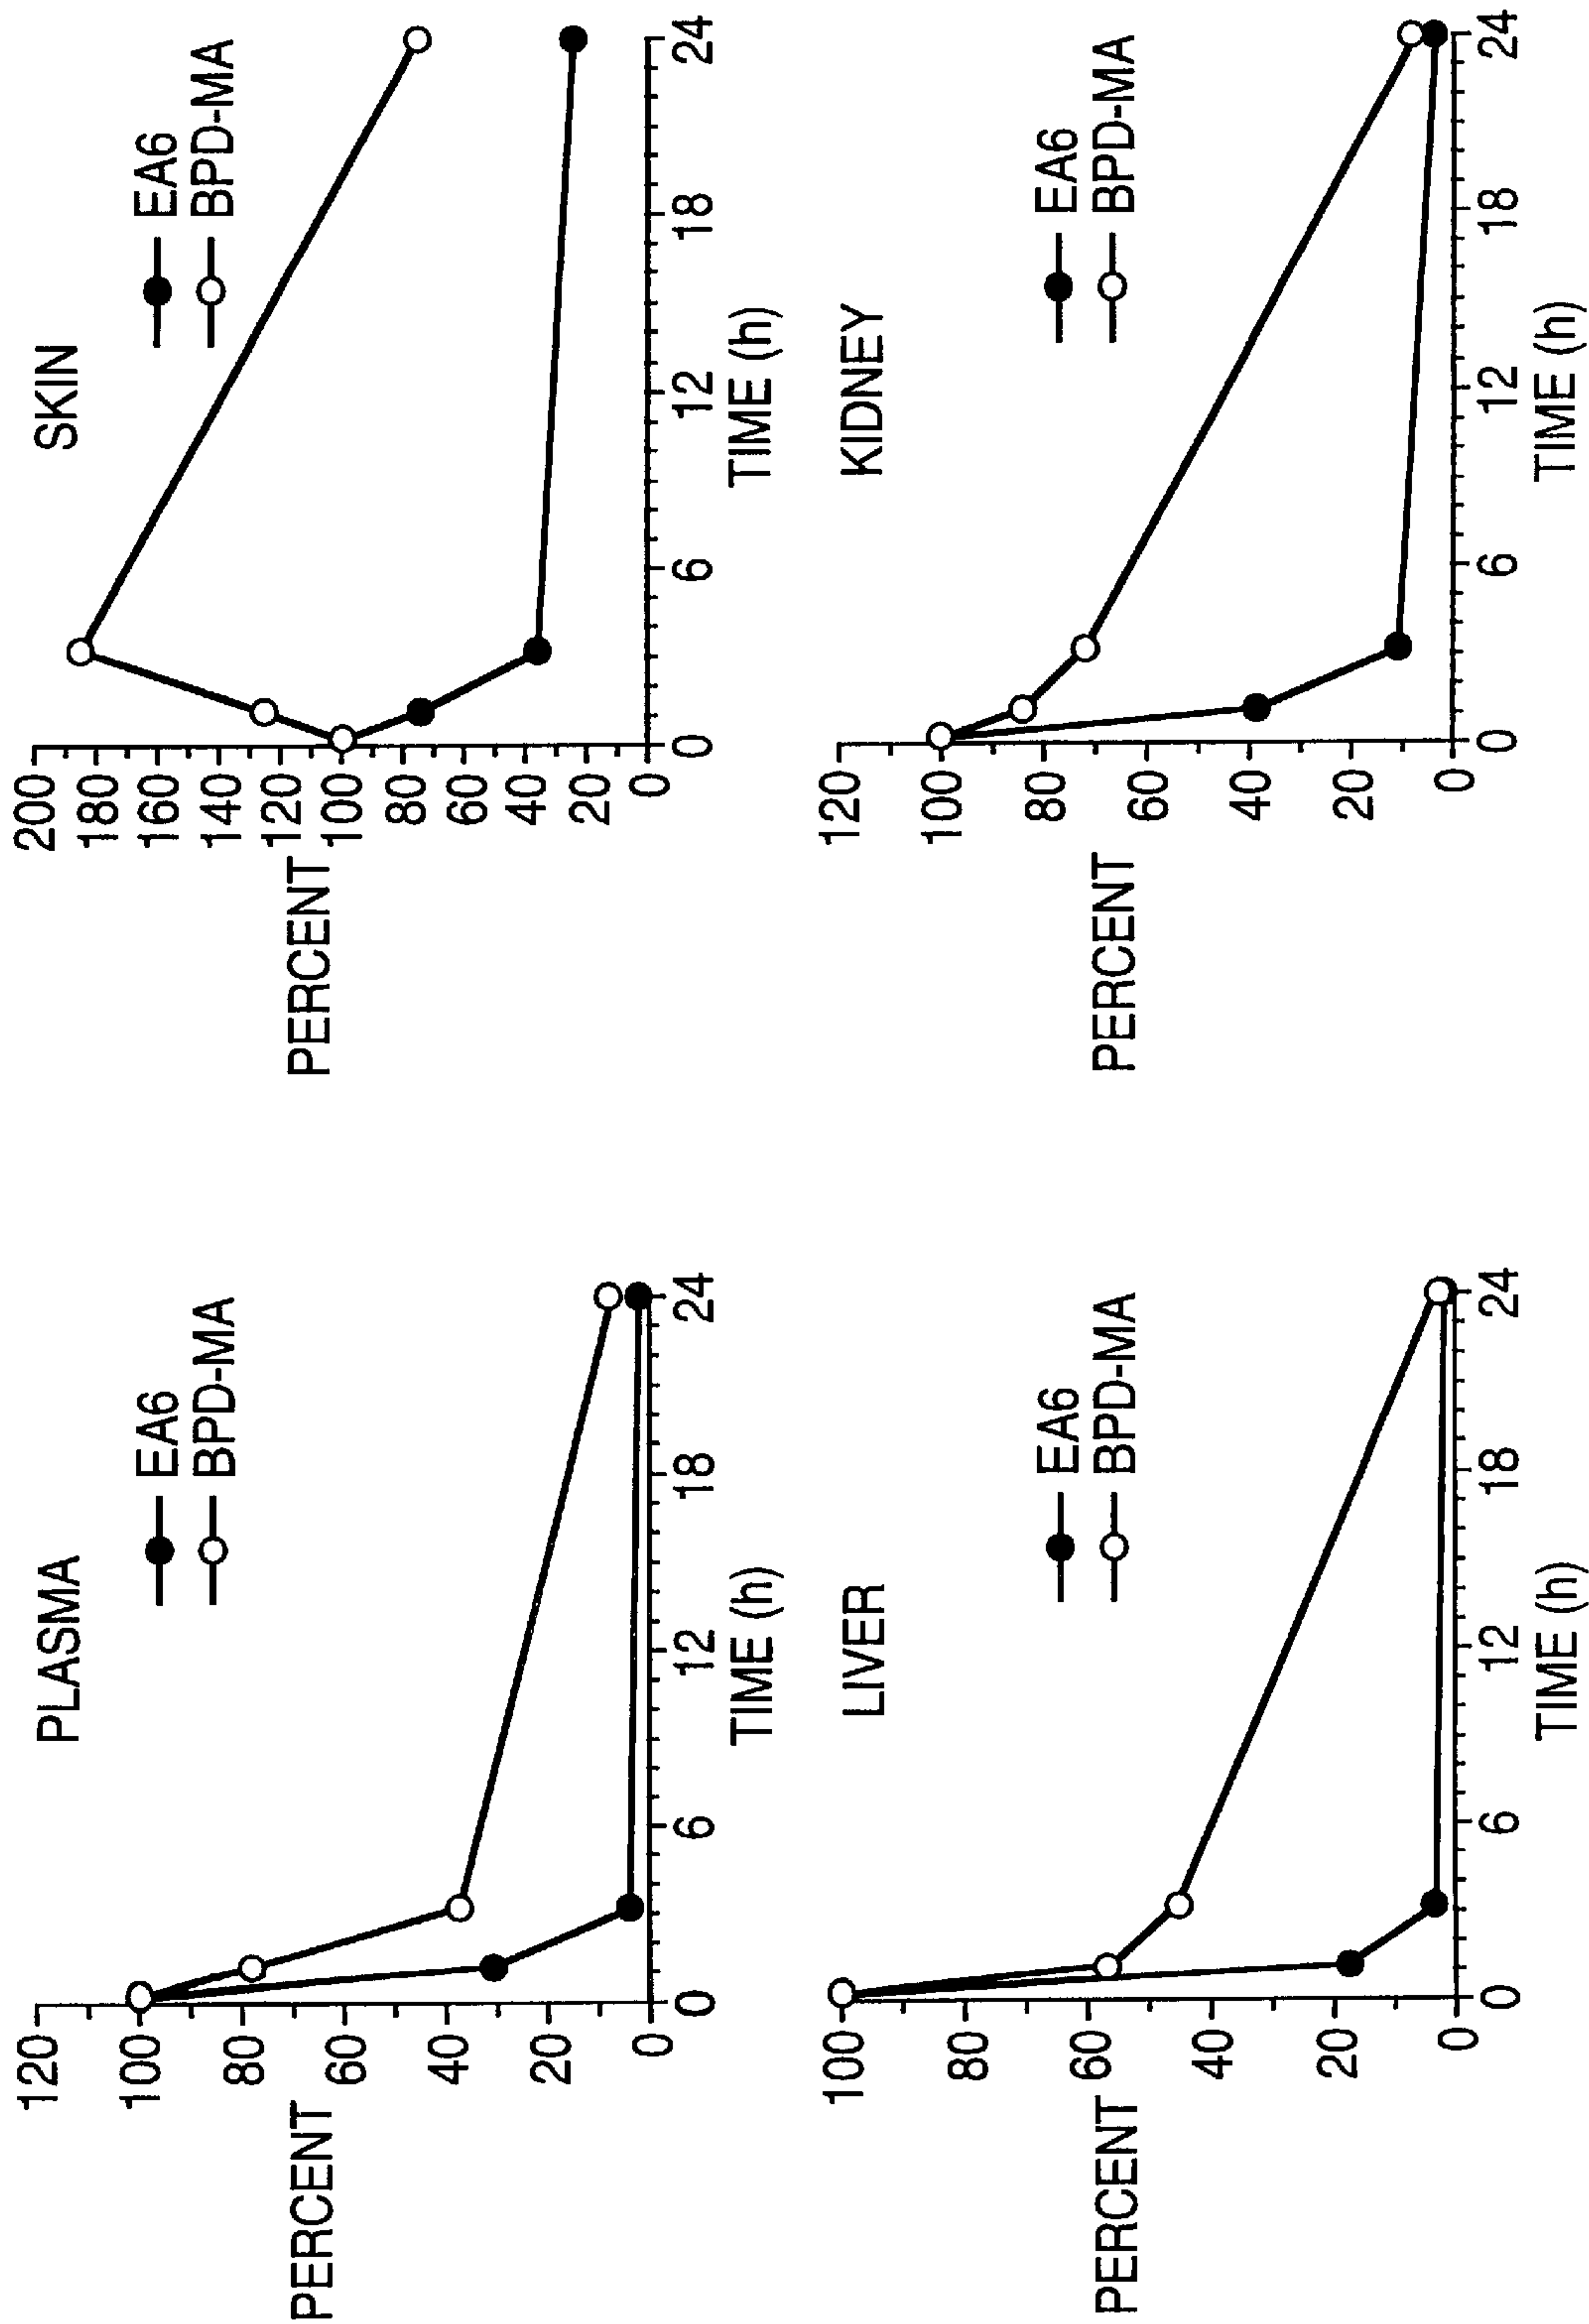 PLASMA
EA6
BPD-MA
PERCENT
120
100
80
60
40
20
0
0 6 12 18 24
TIME (h)
SKIN
EA6
BPD-MA
PERCENT
200
180
160
140
120
100
80
60
40
20
0
0 6 12 18 24
TIME (h)
LIVER
EA6
BPD-MA
PERCENT
100
80
60
40
20
0
0 6 12 18 24
TIME (h)
KIDNEY
EA6
BPD-MA
PERCENT
120
100
80
60
40
20
0
0 6 12 18 24
TIME (h)